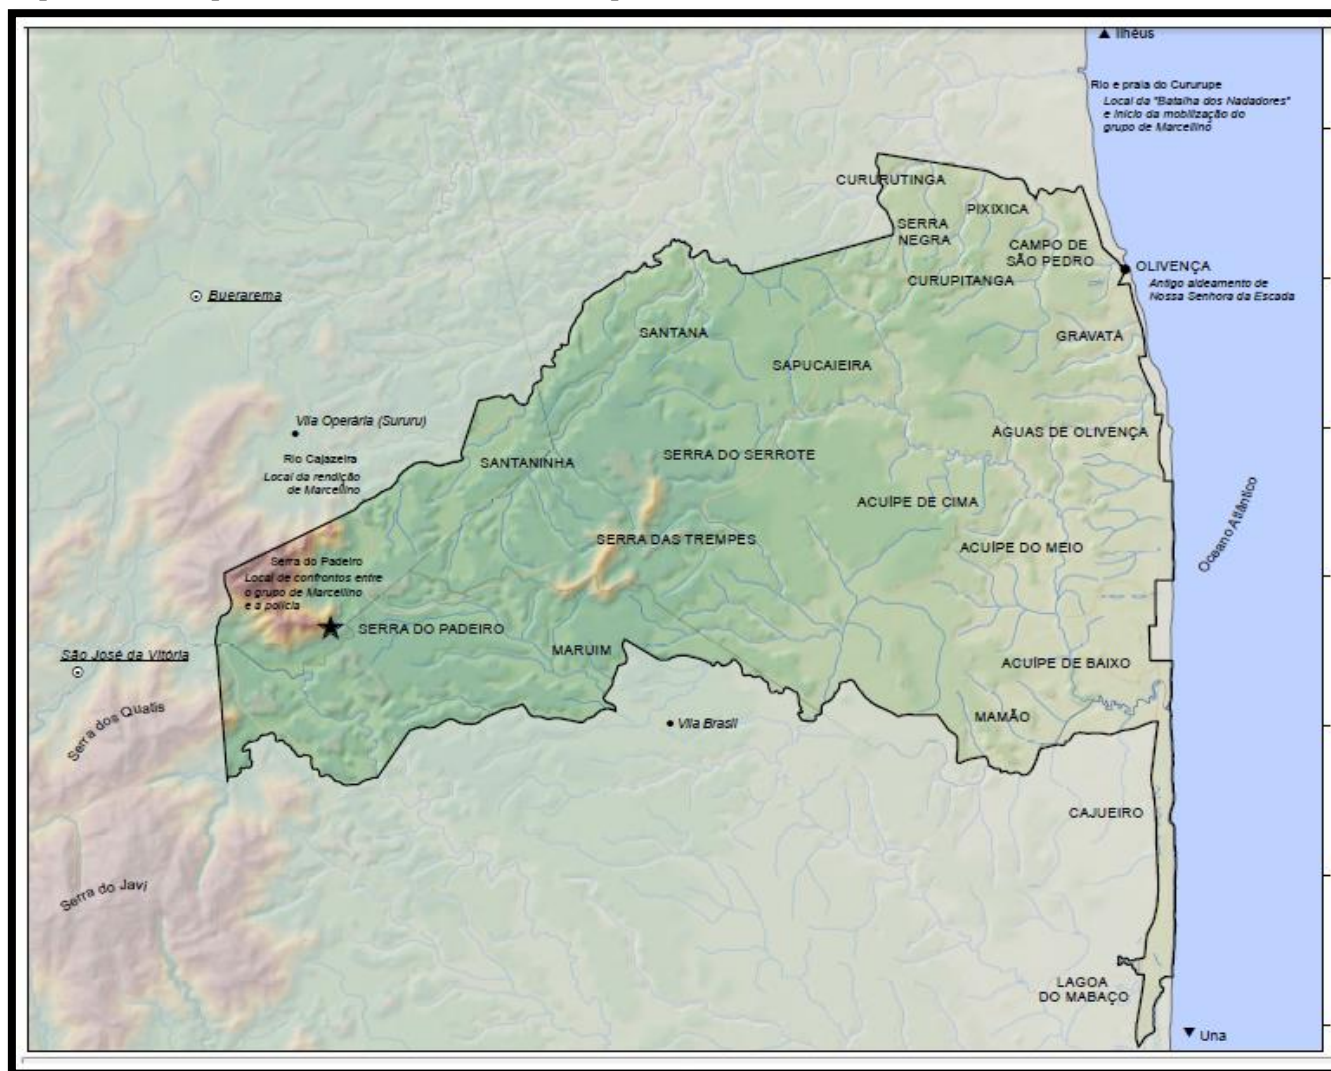 ▲ Ilhéus
Rio e praia do Cururupe
Local da "Batalha dos Nadadores"
e início da mobilização do
grupo de Marcellino
CURURUTINGA
PIXIXICA
SERRA
NEGRA
CAMPO DE
SÃO PEDRO
OLIVENÇA
Antigo aldeamento de
Nossa Senhora da Escada
CURUPITANGA
Buerarema
SANTANA
GRAVATÁ
SAPUCAIEIRA
Vila Operária (Sururu)
ÁGUAS DE OLIVENÇA
Rio Cajazeira
Local da rendição
de Marcellino
SANTANINHA
SERRA DO SERROTE
ACUÍPE DE CIMA
Oceano Atlântico
SERRA DAS TREMPES
ACUÍPE DO MEIO
Serra do Padeiro
Local de confrontos entre
o grupo de Marcellino
e a polícia
SERRA DO PADEIRO
MARUIM
São José da Vitória
ACUÍPE DE BAIXO
Serra dos Quatis
Vila Brasil
MAMÃO
CAJUEIRO
Serra do Javi
LAGOA
DO MABAÇO
▼ Una